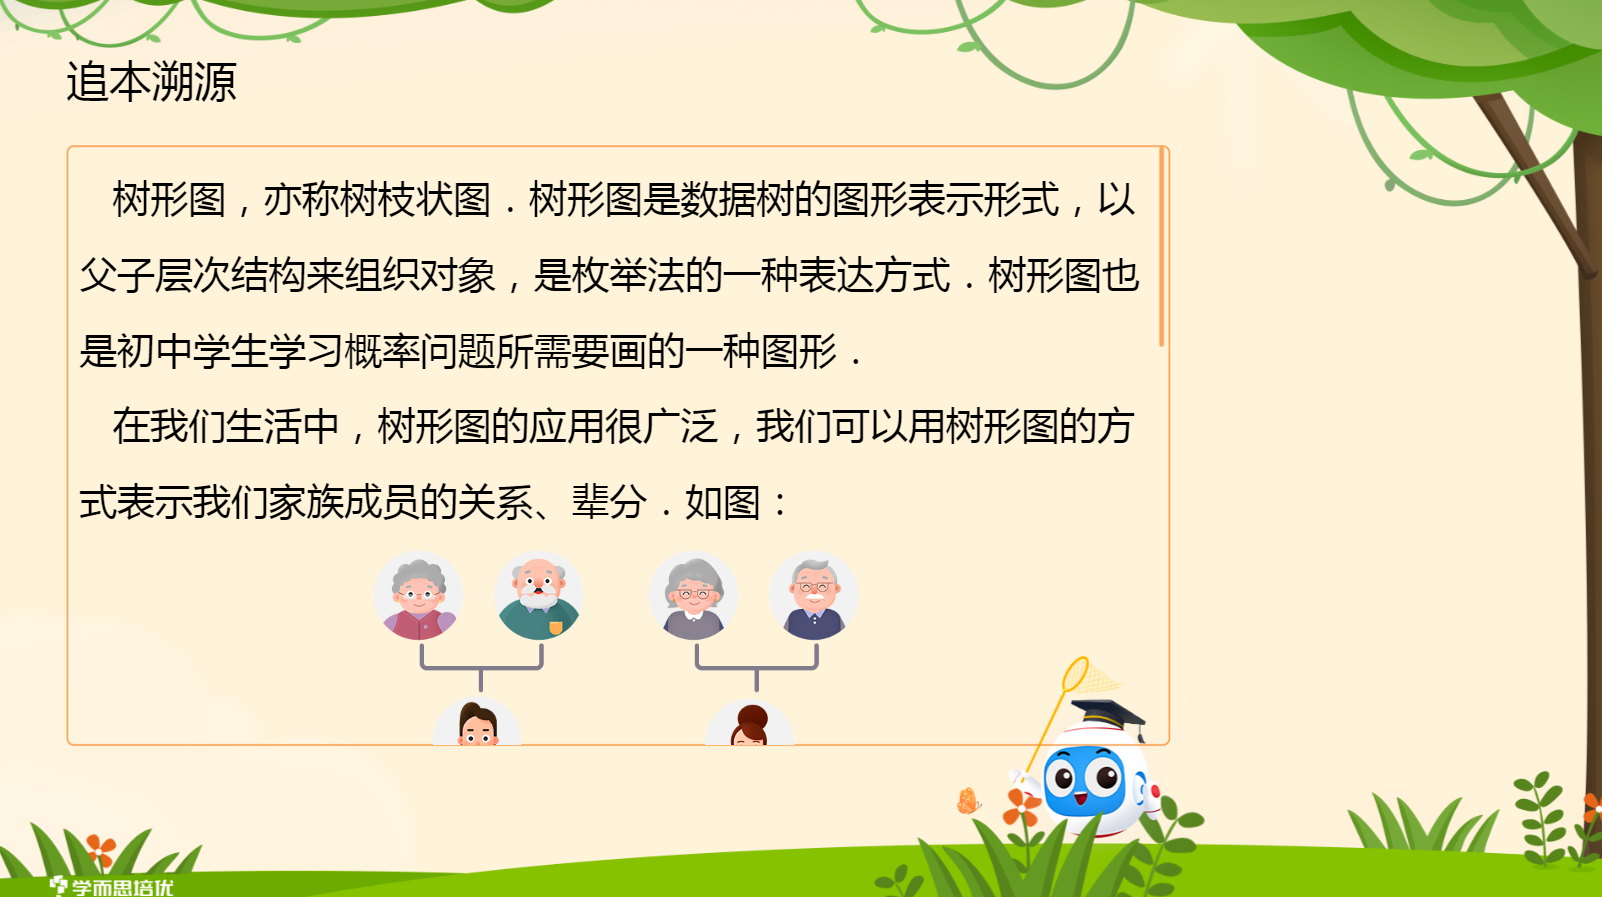 追本溯源
树形图，亦称树枝状图．树形图是数据树的图形表示形式，以
父子层次结构来组织对象，是枚举法的一种表达方式．树形图也
是初中学生学习概率问题所需要画的一种图形．
在我们生活中，树形图的应用很广泛，我们可以用树形图的方
式表示我们家族成员的关系、辈分．如图：
学而思培优